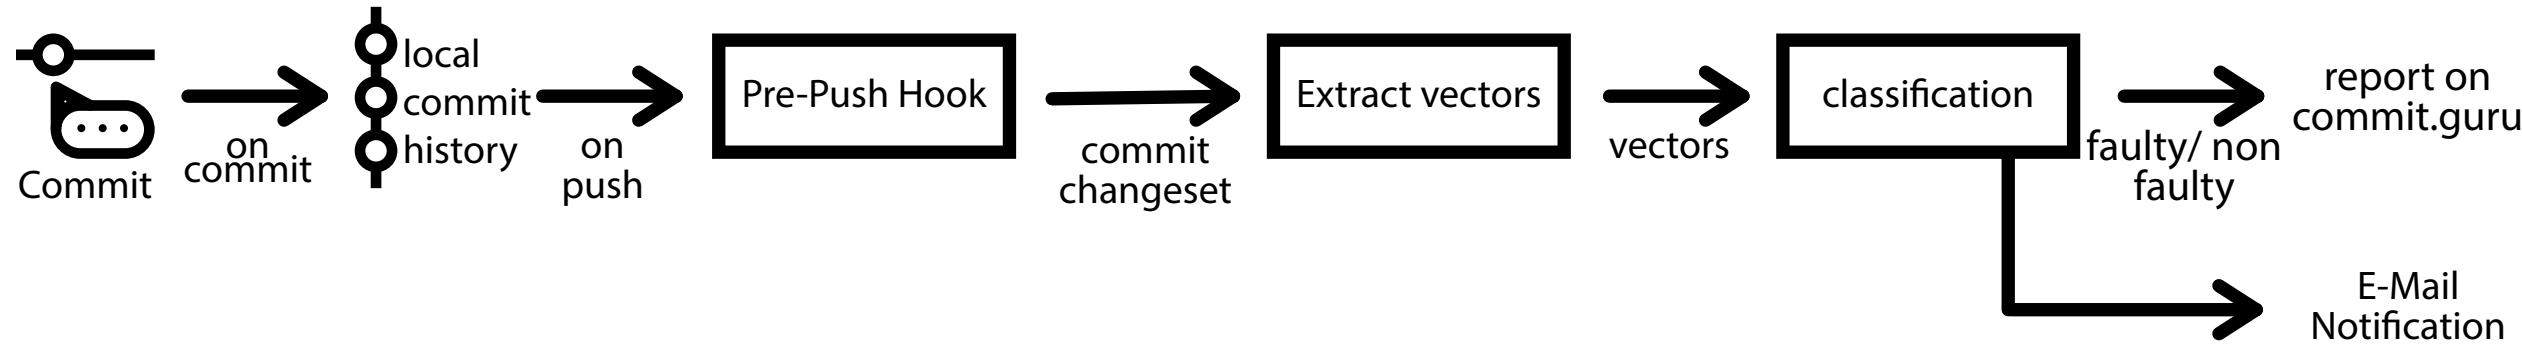 Commit
on
commit
local
commit
history
on
push
Pre-Push Hook
commit
changeset
Extract vectors
vectors
classification
faulty/ non
faulty
report on
commit.guru
E-Mail
Notification